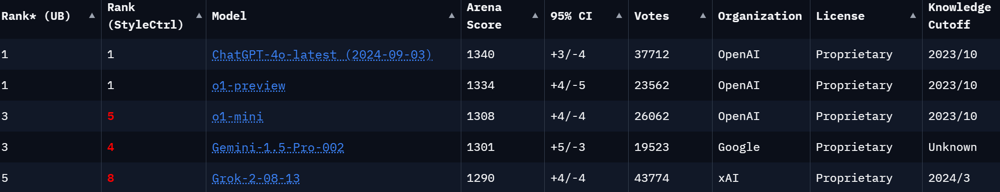 Rank* (UB) ▲ Rank (StyleCtrl) ▲ Model ▲ Arena Score ▲ 95% CI ▲ Votes ▲ Organization License ▲ Knowledge Cutoff
1 1 ChatGPT-4o-latest (2024-09-03) 1340 +3/-4 37712 OpenAI Proprietary 2023/10
1 1 o1-preview 1334 +4/-5 23562 OpenAI Proprietary 2023/10
3 5 o1-mini 1308 +4/-4 26062 OpenAI Proprietary 2023/10
3 4 Gemini-1.5-Pro-002 1301 +5/-3 19523 Google Proprietary Unknown
5 8 Grok-2-08-13 1290 +4/-4 43774 xAI Proprietary 2024/3